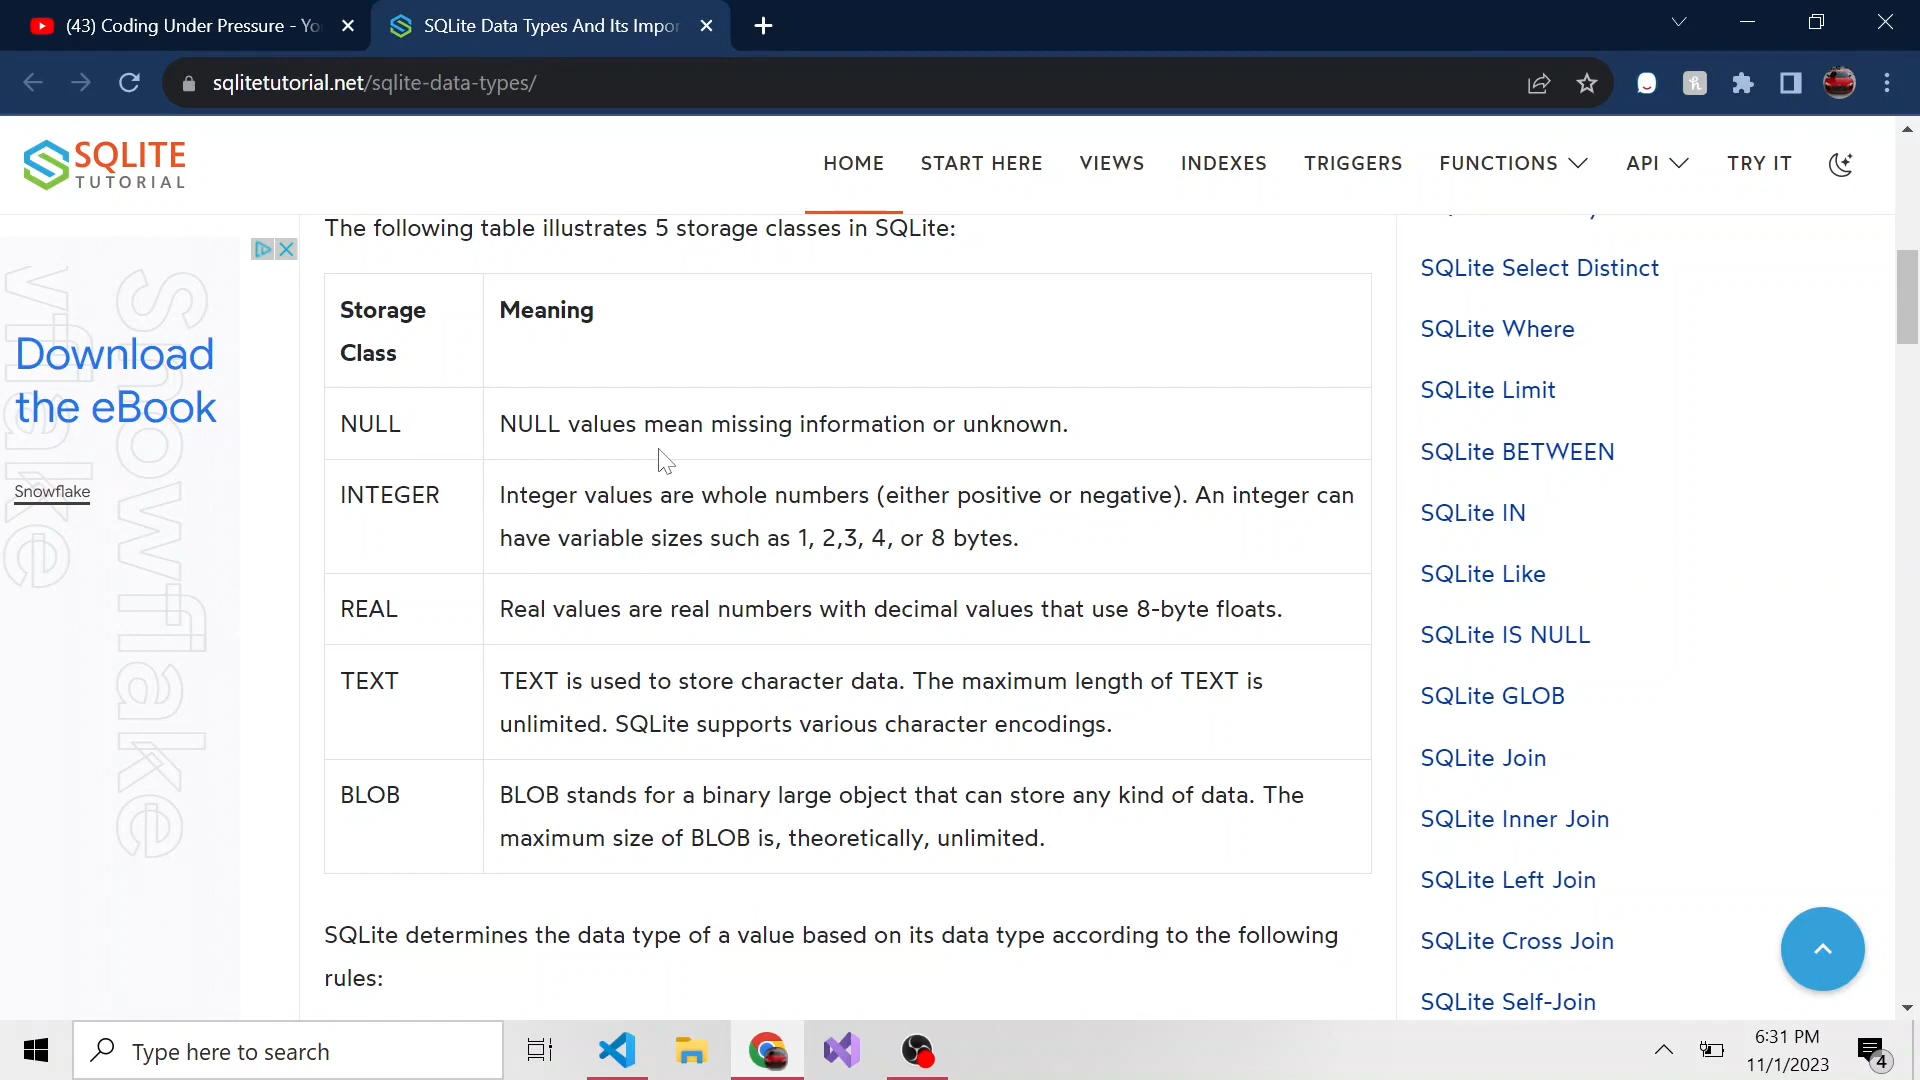 (43) Coding Under Pressure - Yo
SQLite Data Types And Its Impor
sqlitetutorial.net/sqlite-data-types/
SQLITE
TUTORIAL
HOME
START HERE
VIEWS
INDEXES
TRIGGERS
FUNCTIONS
API
TRY IT
The following table illustrates 5 storage classes in SQLite:
Storage
Class
Meaning
NULL
NULL values mean missing information or unknown.
INTEGER
Integer values are whole numbers (either positive or negative). An integer can
have variable sizes such as 1, 2,3, 4, or 8 bytes.
REAL
Real values are real numbers with decimal values that use 8-byte floats.
TEXT
TEXT is used to store character data. The maximum length of TEXT is
unlimited. SQLite supports various character encodings.
BLOB
BLOB stands for a binary large object that can store any kind of data. The
maximum size of BLOB is, theoretically, unlimited.
SQLite determines the data type of a value based on its data type according to the following
rules:
Snowflake
Download
the eBook
Snowflake
SQLite Select Distinct
SQLite Where
SQLite Limit
SQLite BETWEEN
SQLite IN
SQLite Like
SQLite IS NULL
SQLite GLOB
SQLite Join
SQLite Inner Join
SQLite Left Join
SQLite Cross Join
SQLite Self-Join
Type here to search
6:31 PM
11/1/2023
4